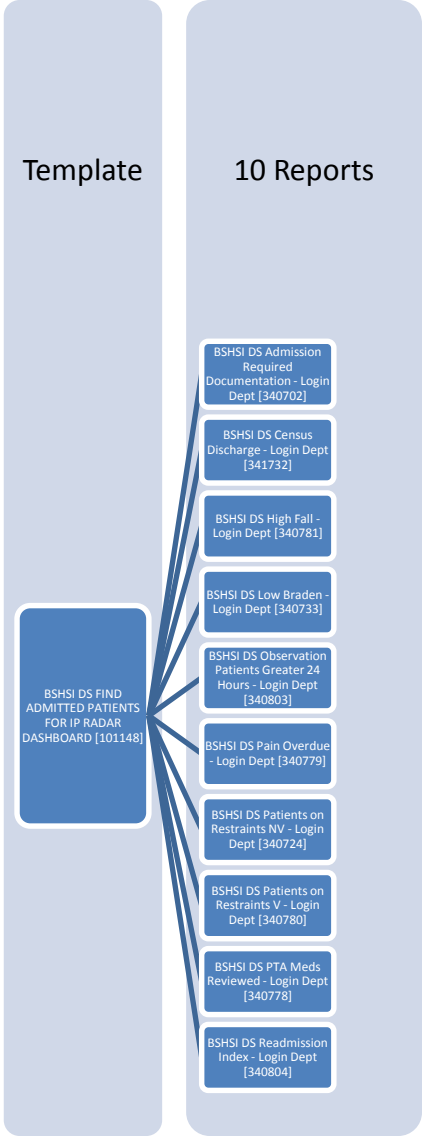 Template
10 Reports
BSHSI DS FIND
ADMITTED PATIENTS
FOR IP RADAR
DASHBOARD [101148]
BSHSI DS Admission
Required
Documentation - Login
Dept [340702]
BSHSI DS Census
Discharge - Login Dept
[341732]
BSHSI DS High Fall -
Login Dept [340781]
BSHSI DS Low Braden -
Login Dept [340733]
BSHSI DS Observation
Patients Greater 24
Hours - Login Dept
[340803]
BSHSI DS Pain Overdue
- Login Dept [340779]
BSHSI DS Patients on
Restraints NV - Login
Dept [340724]
BSHSI DS Patients on
Restraints V - Login
Dept [340780]
BSHSI DS PTA Meds
Reviewed - Login Dept
[340778]
BSHSI DS Readmission
Index - Login Dept
[340804]